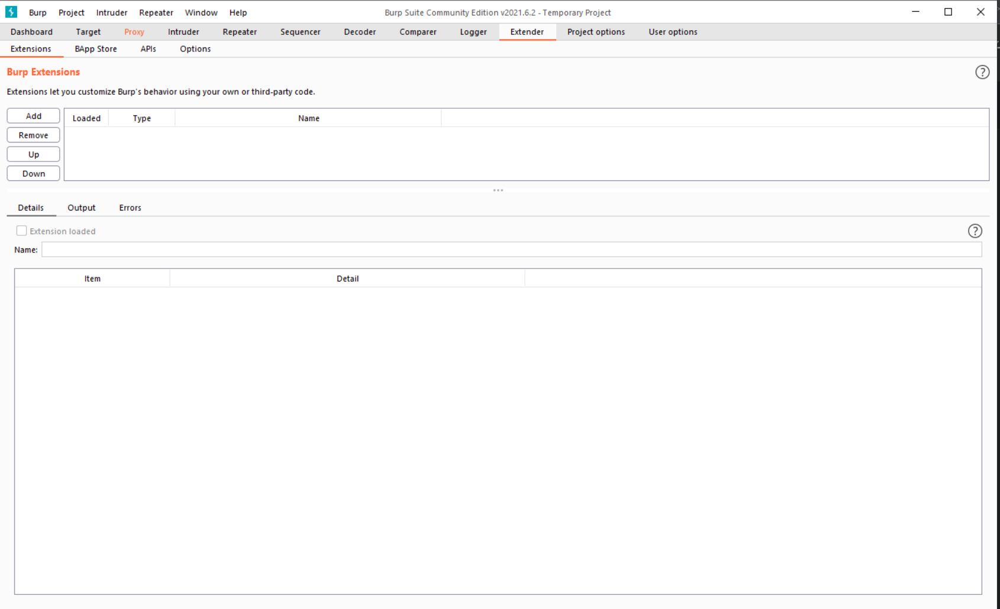 Burp Project Intruder Repeater Window Help Burp Suite Community Edition v2021.6.2 - Temporary Project
Dashboard Target Proxy Intruder Repeater Sequencer Decoder Comparer Logger Extender Project options User options
Extensions BApp Store APIs Options
Burp Extensions
Extensions let you customize Burp's behavior using your own or third-party code.
Add Loaded Type Name
Remove
Up
Down
Details Output Errors
Extension loaded
Name:
Item Detail